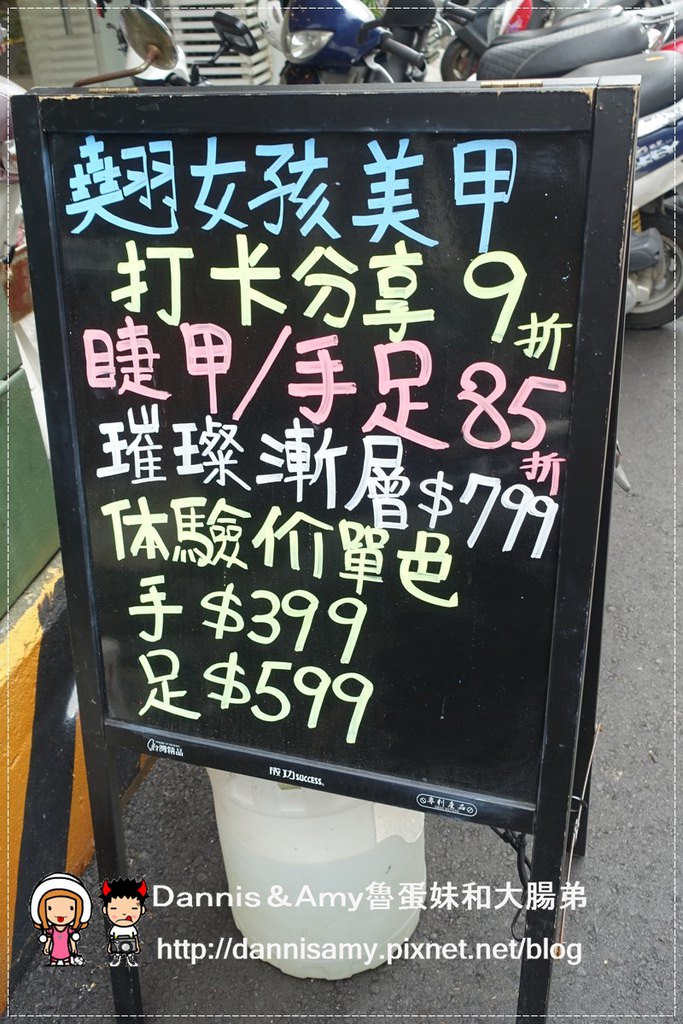 翹女孩美甲
打卡分享9折
睫甲/手足85折
璀璨漸層$799
体驗价單色
手$399
足$599
台灣精品
成功SUCCESS.
專利產品
Dannis&Amy魯蛋妹和大腸弟
http://dannisamy.pixnet.net/blog